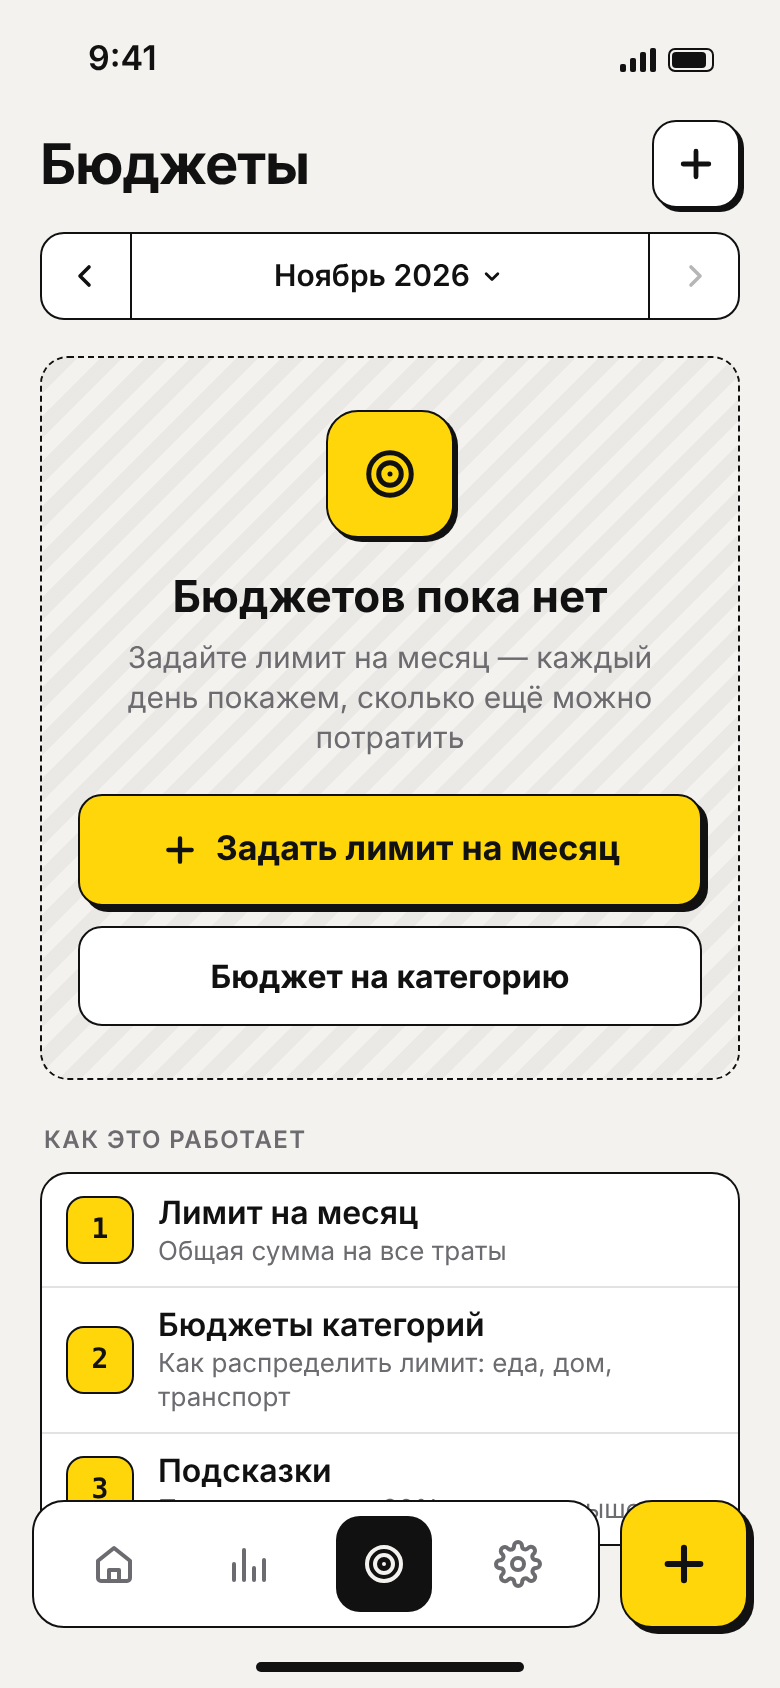 9:41
Бюджеты
Ноябрь 2026
Бюджетов пока нет
Задайте лимит на месяц — каждый
день покажем, сколько ещё можно
потратить
Задать лимит на месяц
Бюджет на категорию
КАК ЭТО РАБОТАЕТ
1
Лимит на месяц
Общая сумма на все траты
2
Бюджеты категорий
Как распределить лимит: еда, дом,
транспорт
3
Подсказки